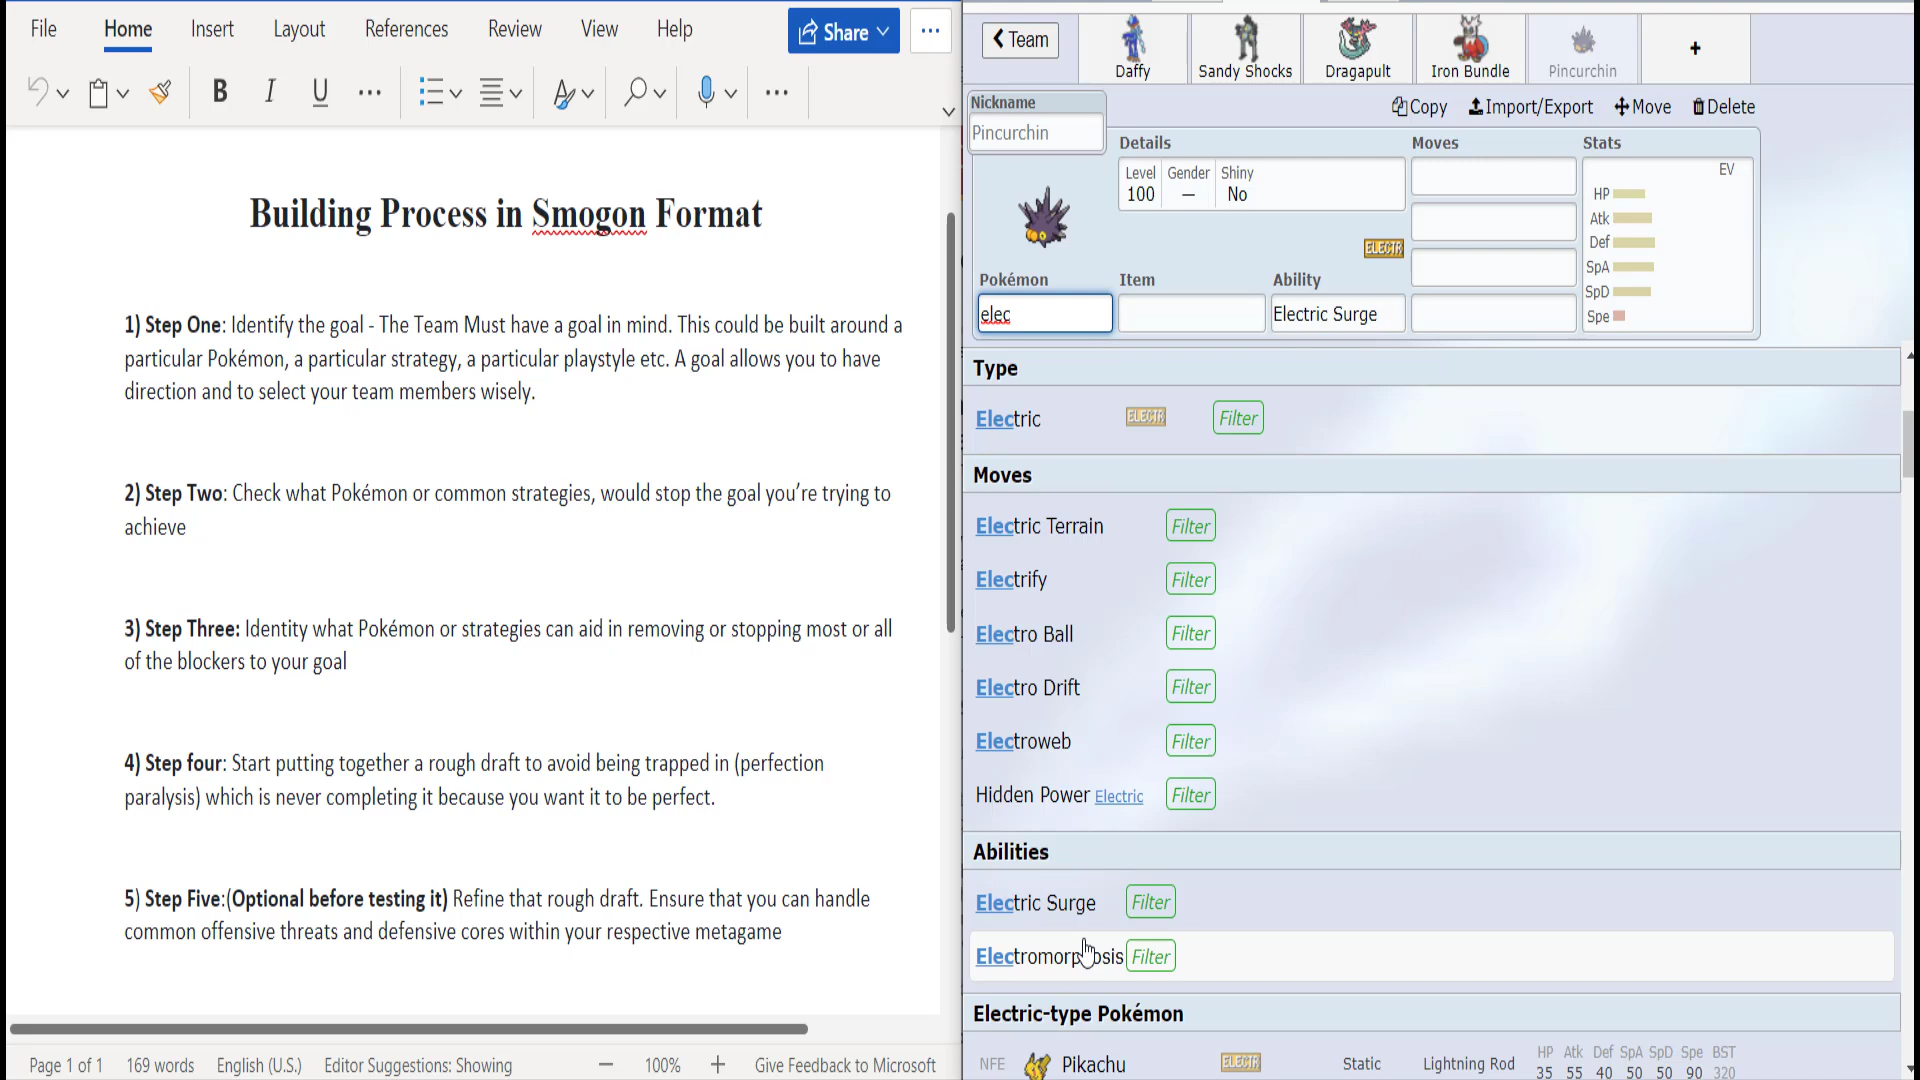 File Home Insert Layout References Review View Help Share
Building Process in Smogon Format
1) Step One: Identify the goal - The Team Must have a goal in mind. This could be built around a
particular Pokémon, a particular strategy, a particular playstyle etc. A goal allows you to have
direction and to select your team members wisely.
2) Step Two: Check what Pokémon or common strategies, would stop the goal you’re trying to
achieve
3) Step Three: Identity what Pokémon or strategies can aid in removing or stopping most or all
of the blockers to your goal
4) Step four: Start putting together a rough draft to avoid being trapped in (perfection
paralysis) which is never completing it because you want it to be perfect.
5) Step Five:(Optional before testing it) Refine that rough draft. Ensure that you can handle
common offensive threats and defensive cores within your respective metagame
Page 1 of 1 169 words English (U.S.) Editor Suggestions: Showing 100% Give Feedback to Microsoft
Team
Daffy Sandy Shocks Dragapult Iron Bundle Pincurchin +
Copy Import/Export Move Delete
Nickname
Pincurchin
Details Moves Stats
Level Gender Shiny EV
100 — No
HP
Atk
Def
SpA
SpD
Spe
ELECTR
Pokémon Item Ability
elec Electric Surge
Type
Electric ELECTR Filter
Moves
Electric Terrain Filter
Electrify Filter
Electro Ball Filter
Electro Drift Filter
Electroweb Filter
Hidden Power Electric Filter
Abilities
Electric Surge Filter
Electromorphosis Filter
Electric-type Pokémon
HP Atk Def SpA SpD Spe BST
NFE Pikachu ELECTR Static Lightning Rod 35 55 40 50 50 90 320